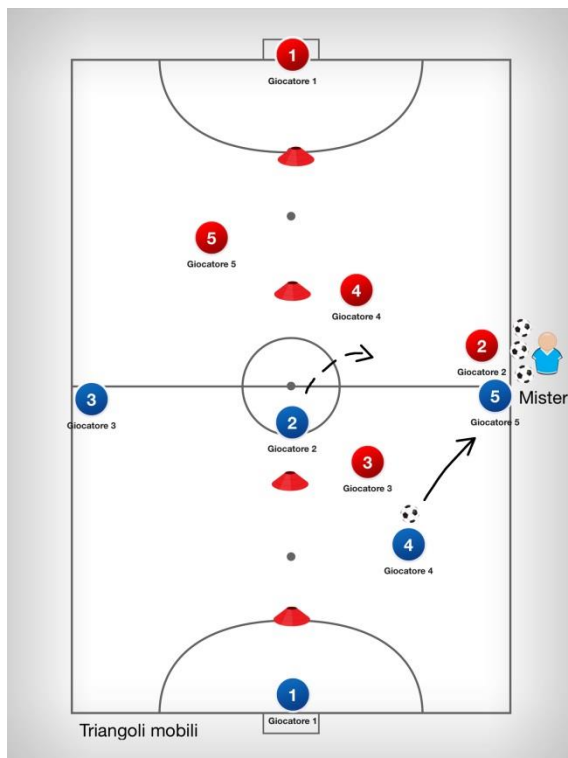 1
Giocatore 1
5
Giocatore 5
4
Giocatore 4
2
Giocatore 2
Mister
3
Giocatore 3
5
Giocatore 5
2
Giocatore 2
3
Giocatore 3
4
Giocatore 4
1
Giocatore 1
Triangoli mobili